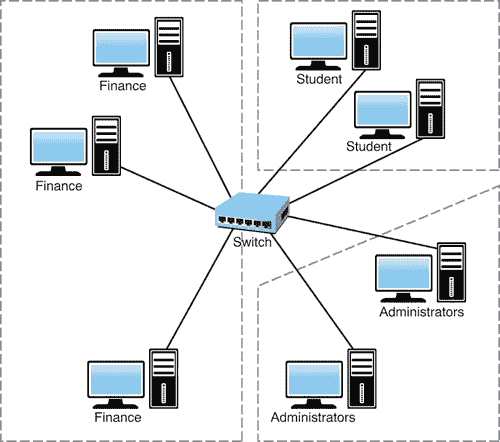 Finance
Student
Student
Finance
Switch
Administrators
Finance
Administrators